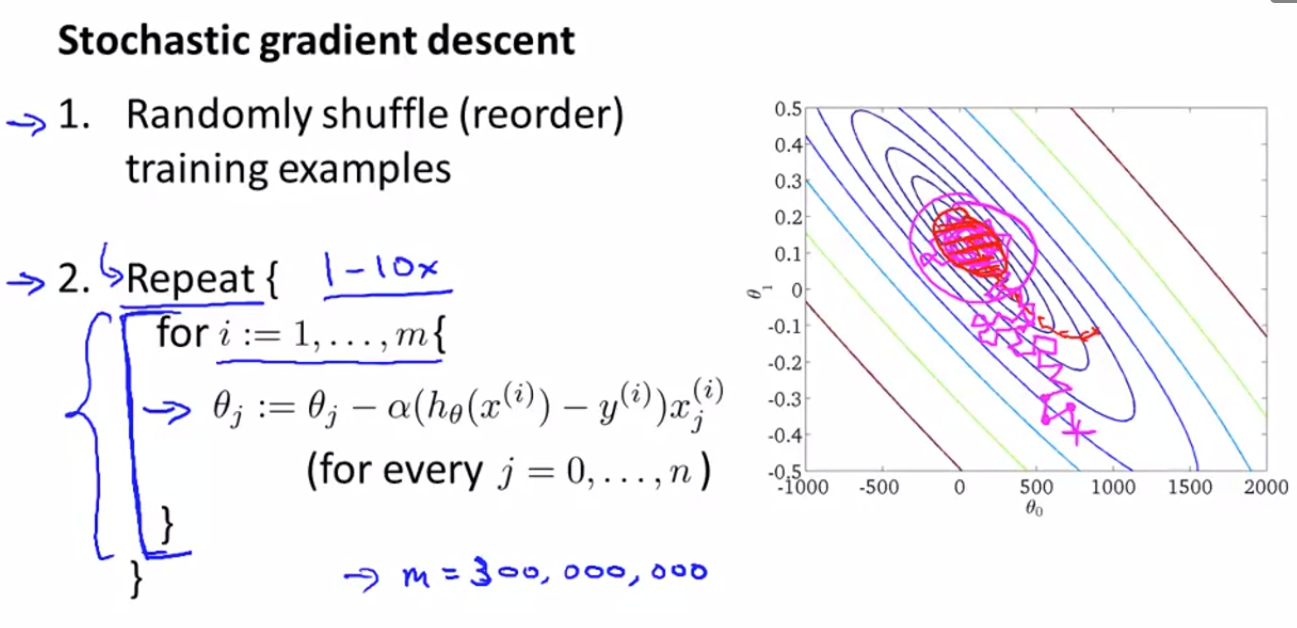 Stochastic gradient descent
→ 1. Randomly shuffle (reorder)
training examples
→ 2. Repeat { 1-10x
for i := 1, . . . , m {
→ θ_j := θ_j − α(h_θ(x^(i)) − y^(i))x_j^(i)
(for every j = 0, . . . , n )
}
}
→ m = 300,000,000
0.5
0.4
0.3
0.2
0.1
0
-0.1
-0.2
-0.3
-0.4
-0.5
θ_1
-1000 -500 0 500 1000 1500 2000
θ_0